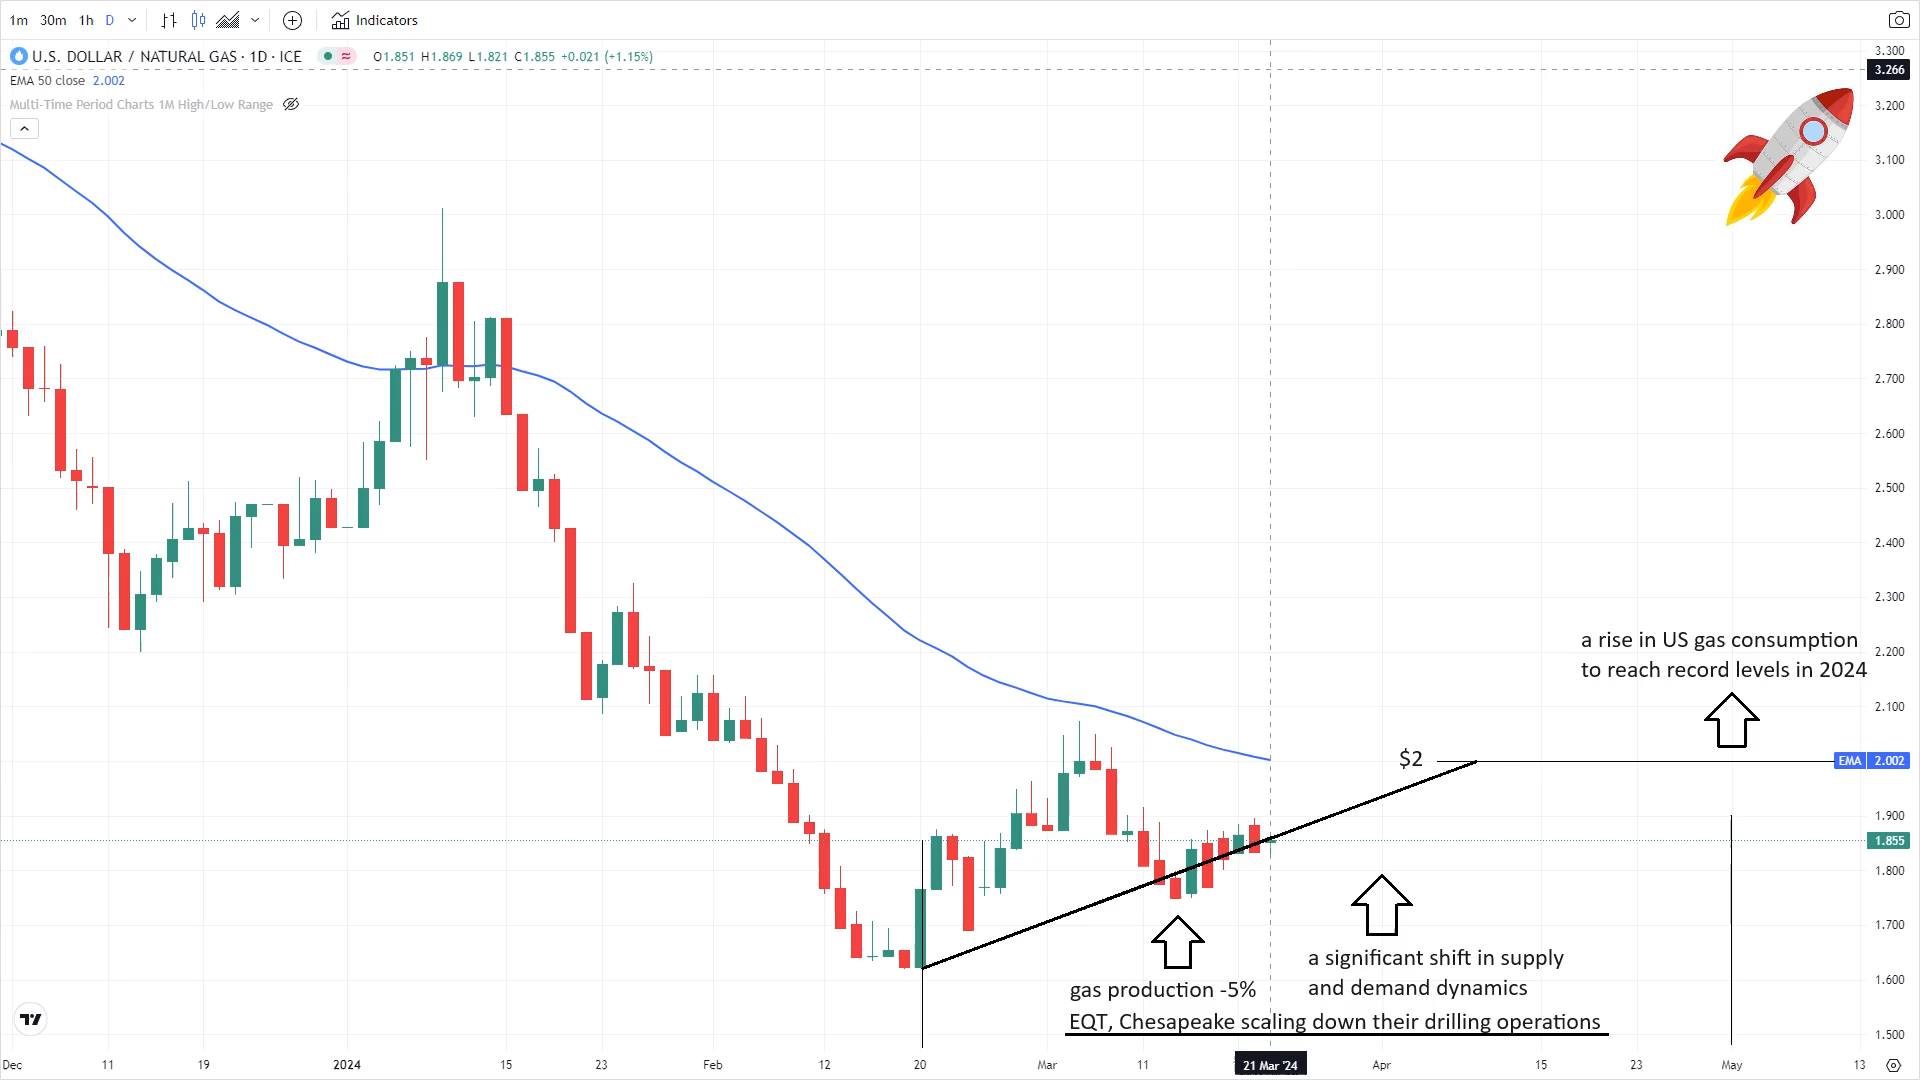 1m 30m 1h D Indicators
U.S. DOLLAR / NATURAL GAS · 1D · ICE O1.851 H1.869 L1.821 C1.855 +0.021 (+1.15%)
EMA 50 close 2.002
Multi-Time Period Charts 1M High/Low Range
3.300
3.266
3.200
3.100
3.000
2.900
2.800
2.700
2.600
2.500
2.400
2.300
2.200
2.100
EMA 2.002
1.900
1.855
1.800
1.700
1.600
1.500
a rise in US gas consumption
to reach record levels in 2024
$2
a significant shift in supply
and demand dynamics
gas production -5%
EQT, Chesapeake scaling down their drilling operations
Dec 11 19 2024 15 23 Feb 12 20 Mar 11 21 Mar '24 Apr 15 23 May 13